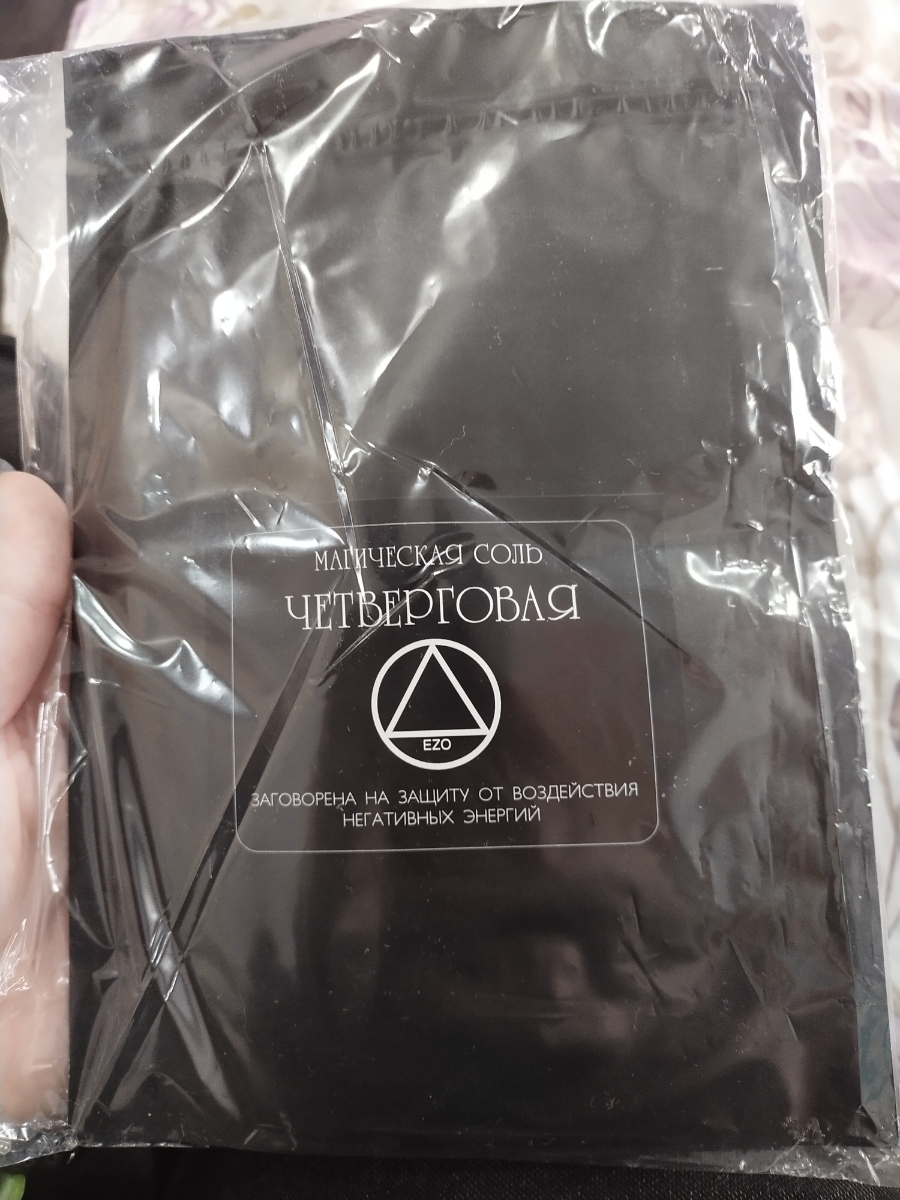 МАГИЧЕСКАЯ СОЛЬ
ЧЕТВЕРГОВАЯ
EZO
ЗАГОВОРЕНА НА ЗАЩИТУ ОТ ВОЗДЕЙСТВИЯ
НЕГАТИВНЫХ ЭНЕРГИЙ